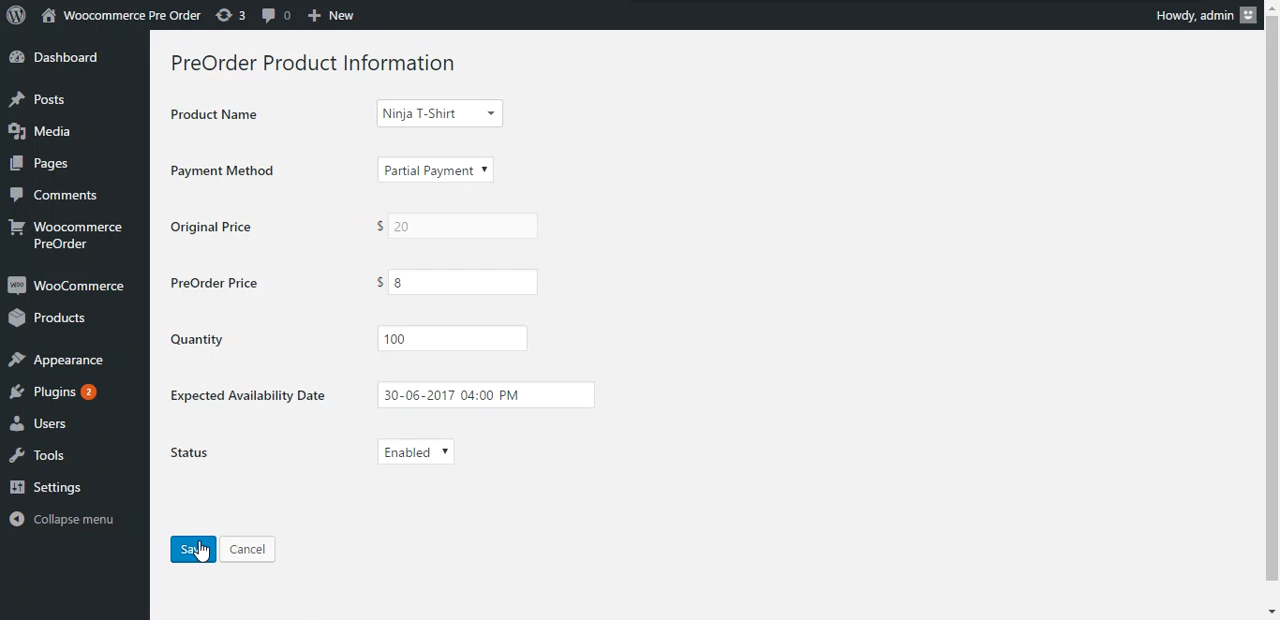 Woocommerce Pre Order 3 0 New Howdy, admin
Dashboard
Posts
Media
Pages
Comments
Woocommerce
PreOrder
WooCommerce
Products
Appearance
Plugins 2
Users
Tools
Settings
Collapse menu
PreOrder Product Information
Product Name Ninja T-Shirt
Payment Method Partial Payment
Original Price $ 20
PreOrder Price $ 8
Quantity 100
Expected Availability Date 30-06-2017 04:00 PM
Status Enabled
Cancel